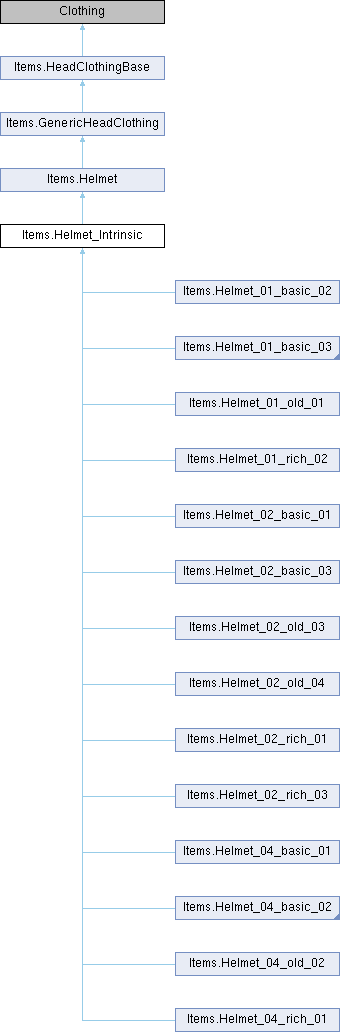 Clothing
Items.HeadClothingBase
Items.GenericHeadClothing
Items.Helmet
Items.Helmet_Intrinsic
Items.Helmet_01_basic_02
Items.Helmet_01_basic_03
Items.Helmet_01_old_01
Items.Helmet_01_rich_02
Items.Helmet_02_basic_01
Items.Helmet_02_basic_03
Items.Helmet_02_old_03
Items.Helmet_02_old_04
Items.Helmet_02_rich_01
Items.Helmet_02_rich_03
Items.Helmet_04_basic_01
Items.Helmet_04_basic_02
Items.Helmet_04_old_02
Items.Helmet_04_rich_01